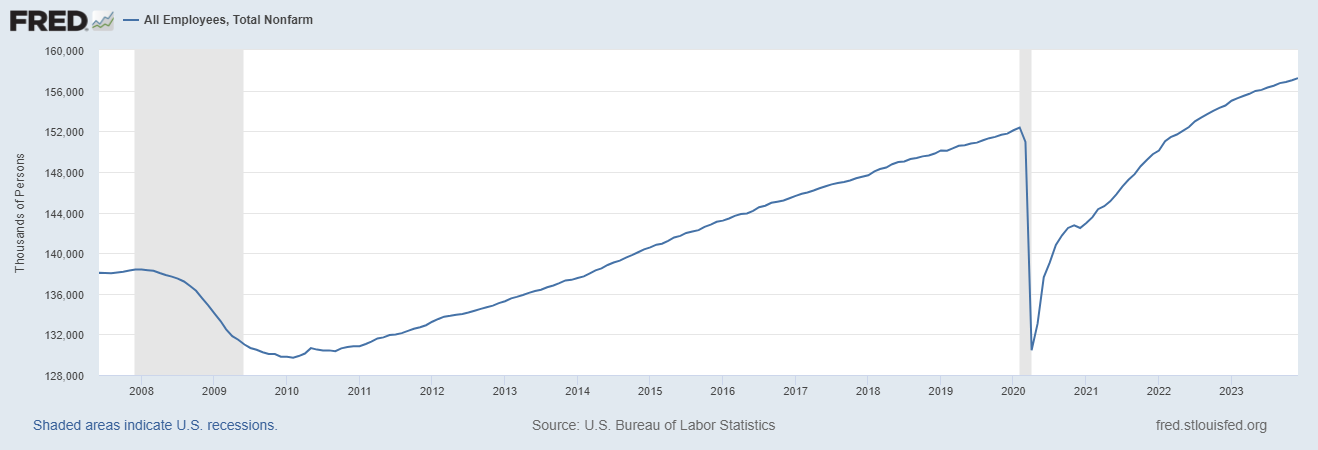 FRED
All Employees, Total Nonfarm
160,000
156,000
152,000
148,000
144,000
140,000
136,000
132,000
128,000
Thousands of Persons
2008 2009 2010 2011 2012 2013 2014 2015 2016 2017 2018 2019 2020 2021 2022 2023
Shaded areas indicate U.S. recessions. Source: U.S. Bureau of Labor Statistics fred.stlouisfed.org